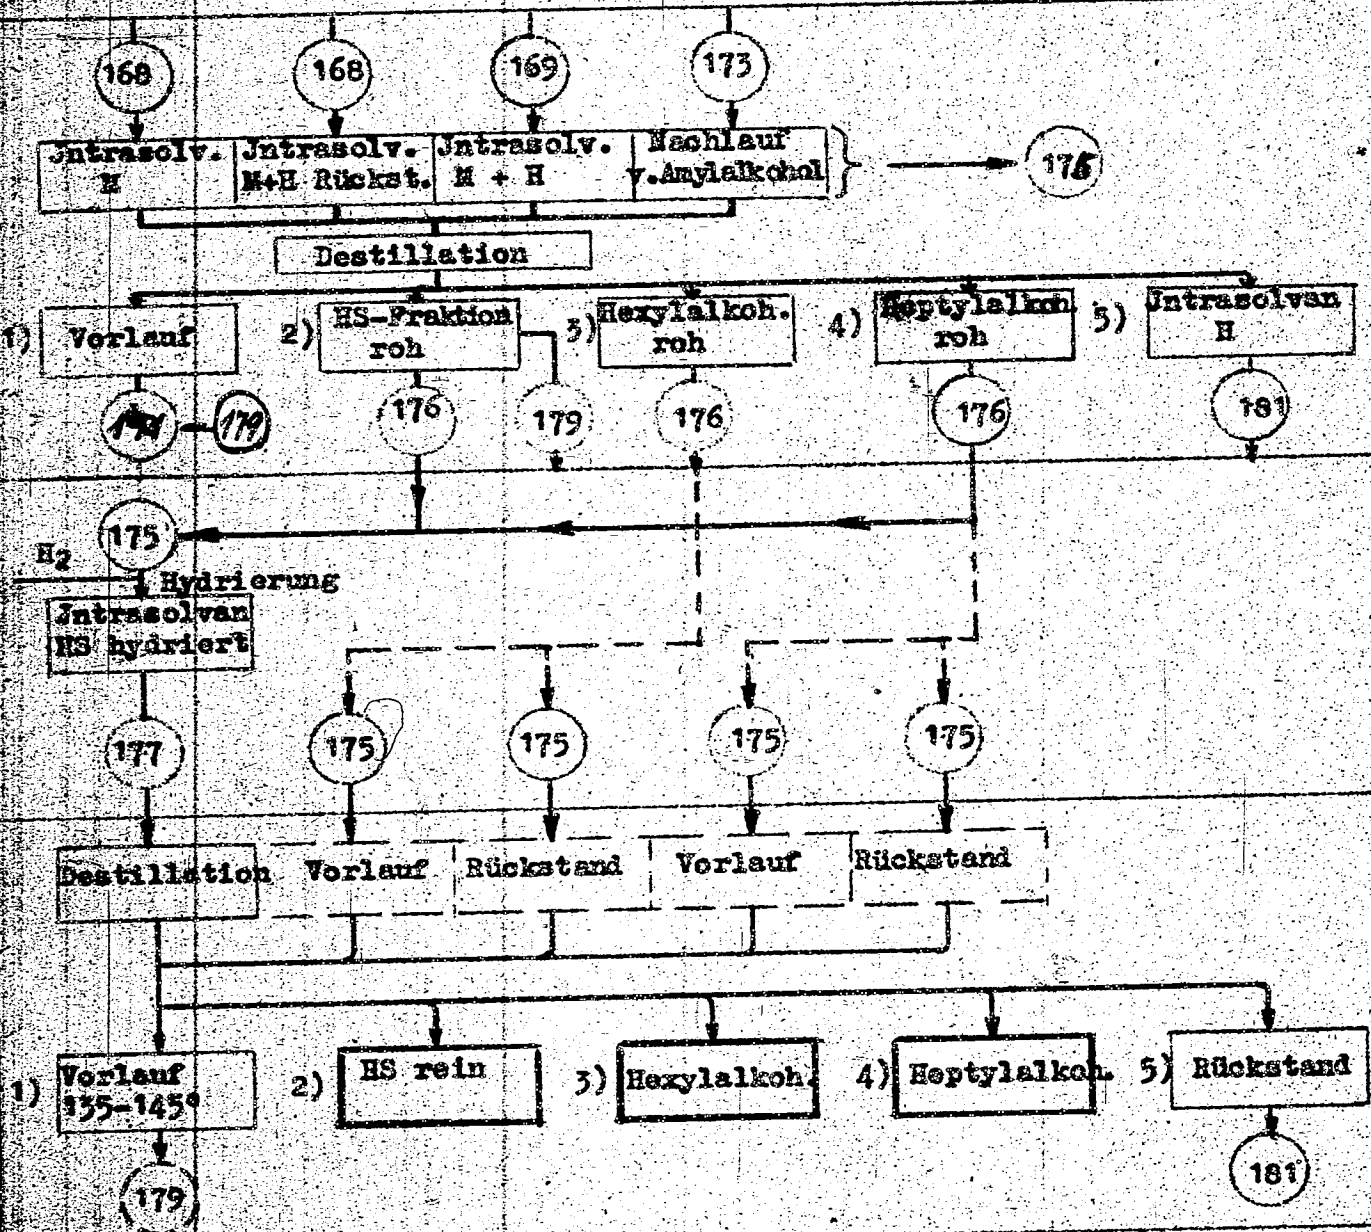 168
168
169
173
Jntrasolv.
M
Jntrasolv.
M+H Rückst.
Jntrasolv.
M + H
Nachlauf
v.Amylalkohol
175
Destillation
1) Vorlauf
2) HS-Fraktion
roh
3) Hexylalkoh.
roh
4) Heptylalkoh
roh
5) Jntrasolvan
H
179
176
179
176
176
181
175
H2
Hydrierung
Jntrasolvan
HS hydriert
177
175
175
175
175
Destillation
Vorlauf
Rückstand
Vorlauf
Rückstand
1) Vorlauf
135-145°
2) HS rein
3) Hexylalkoh.
4) Heptylalkoh.
5) Rückstand
179
181